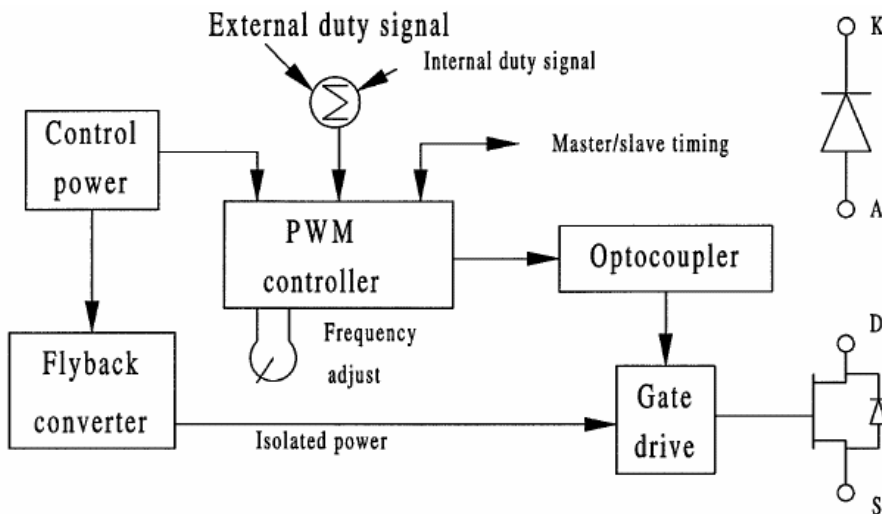 External duty signal
Internal duty signal
Σ
K
Control
power
Master/slave timing
A
PWM
controller
Optocoupler
Frequency
adjust
Flyback
converter
Isolated power
Gate
drive
D
S